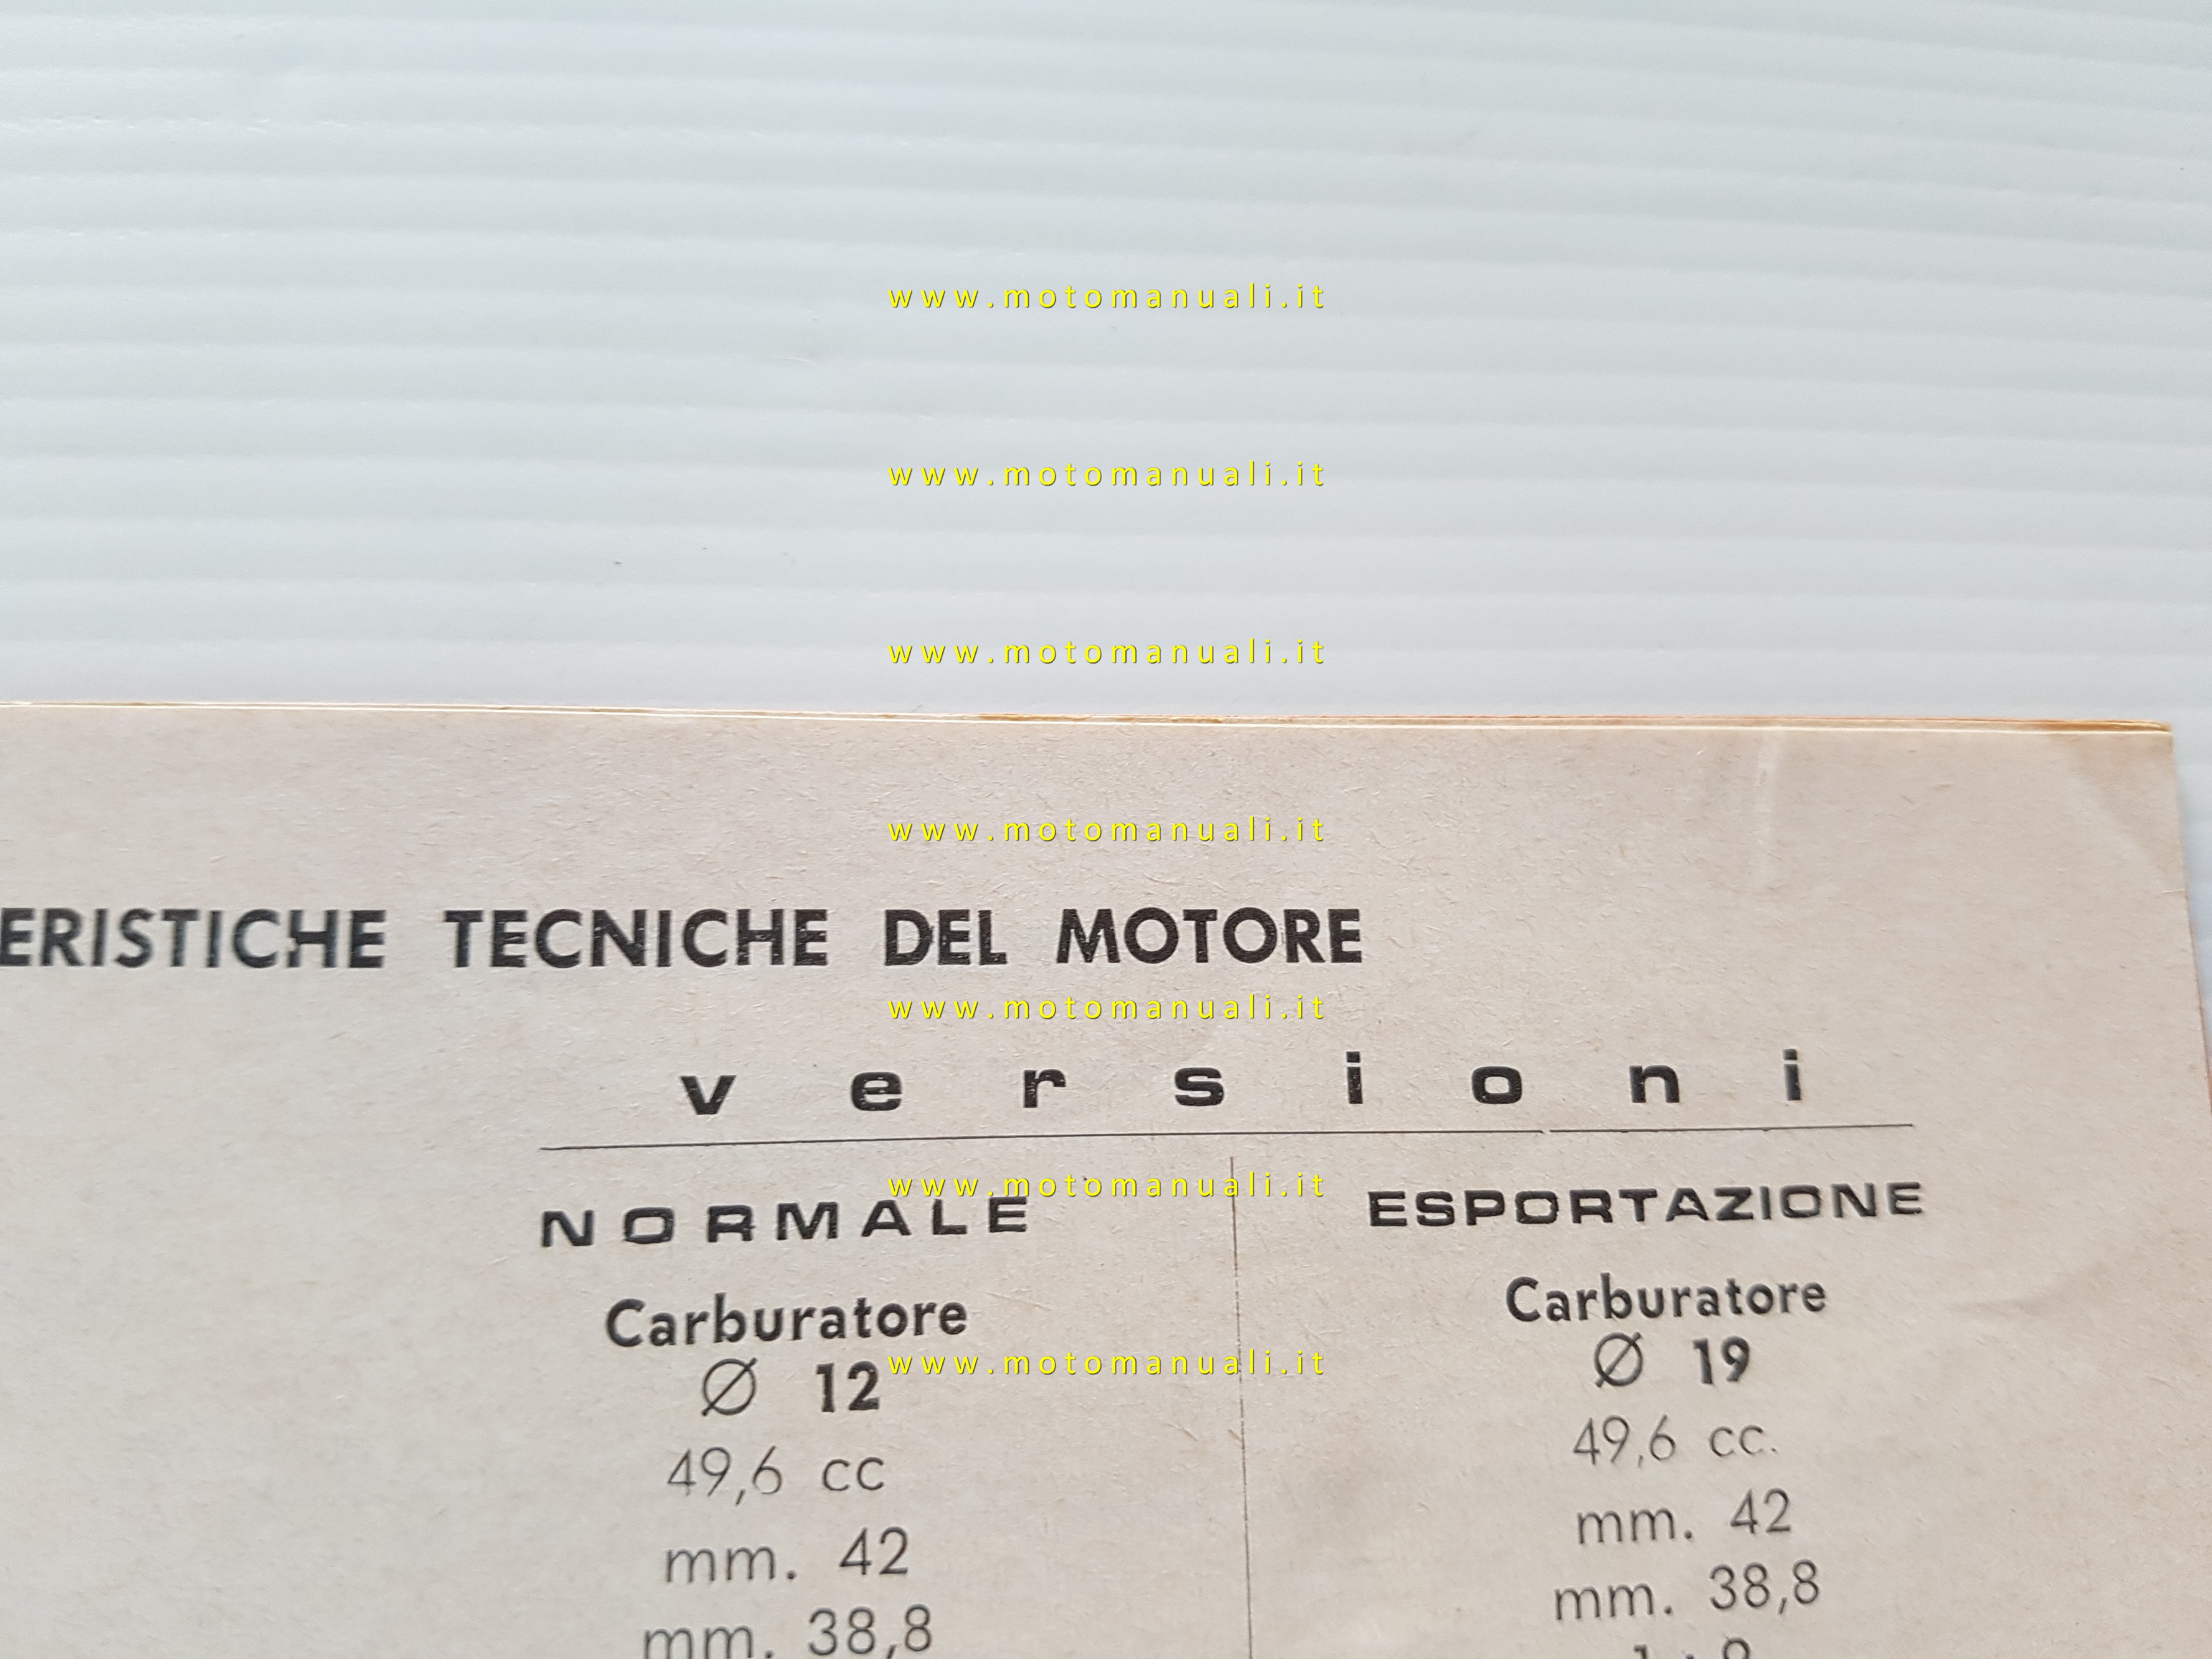 www.motomanuali.it
www.motomanuali.it
www.motomanuali.it
www.motomanuali.it
ERISTICHE TECNICHE DEL MOTORE
www.motomanuali.it
versioni
www.motomanuali.it
NORMALE ESPORTAZIONE
Carburatore Carburatore
Ø 12 Ø 19
www.motomanuali.it
49,6 cc 49,6 cc.
mm. 42 mm. 42
mm. 38,8 mm. 38,8